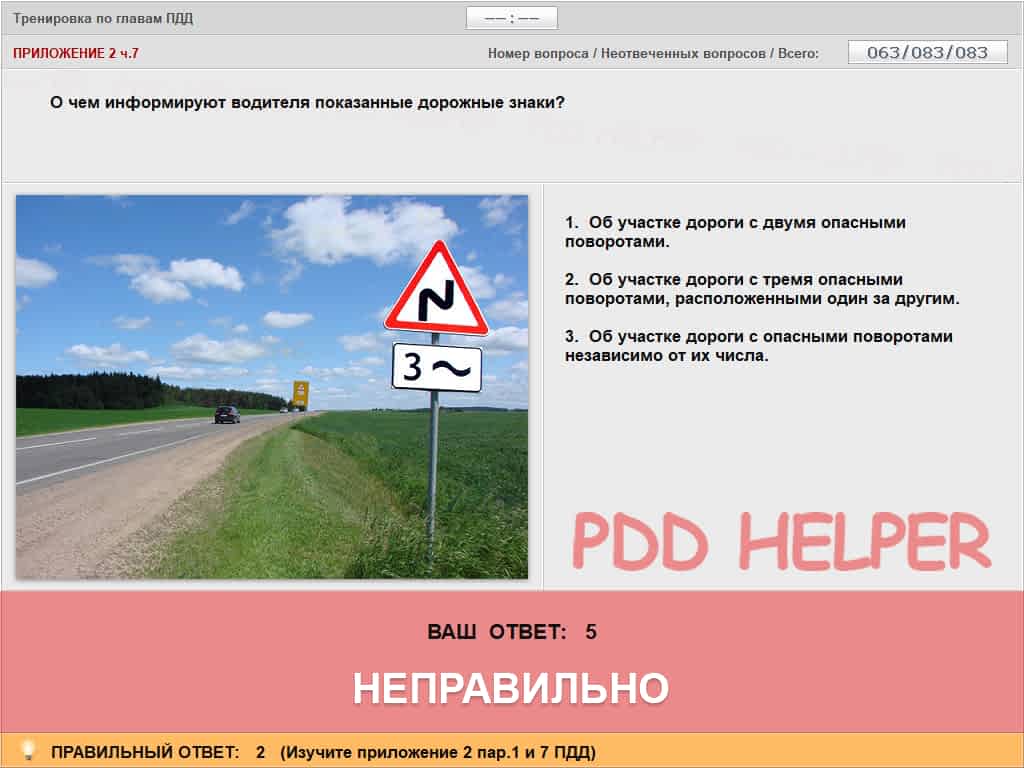 Тренировка по главам ПДД
—— : ——
ПРИЛОЖЕНИЕ 2 ч.7
Номер вопроса / Неотвеченных вопросов / Всего:
063/083/083
О чем информируют водителя показанные дорожные знаки?
1. Об участке дороги с двумя опасными
поворотами.
2. Об участке дороги с тремя опасными
поворотами, расположенными один за другим.
3. Об участке дороги с опасными поворотами
независимо от их числа.
3 ~
PDD HELPER
ВАШ ОТВЕТ: 5
НЕПРАВИЛЬНО
ПРАВИЛЬНЫЙ ОТВЕТ: 2 (Изучите приложение 2 пар.1 и 7 ПДД)